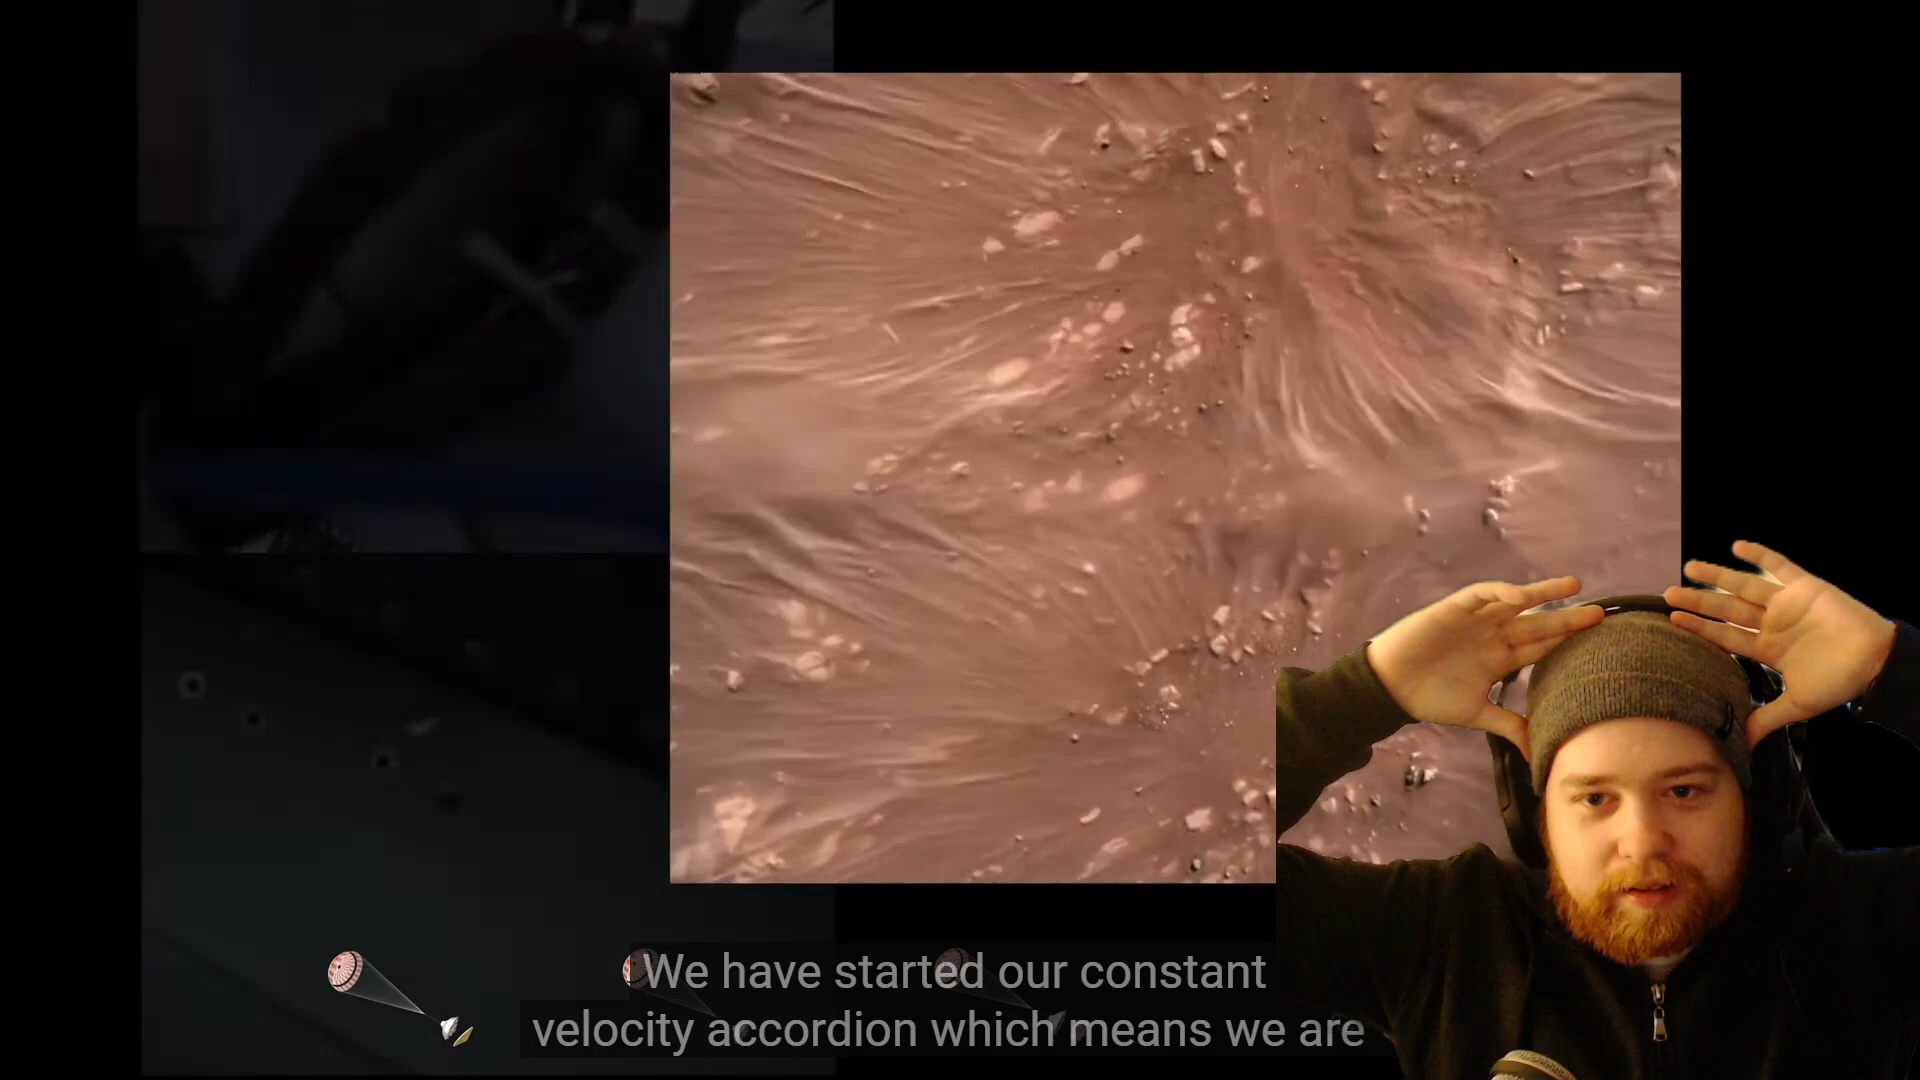 We have started our constant
velocity accordion which means we are